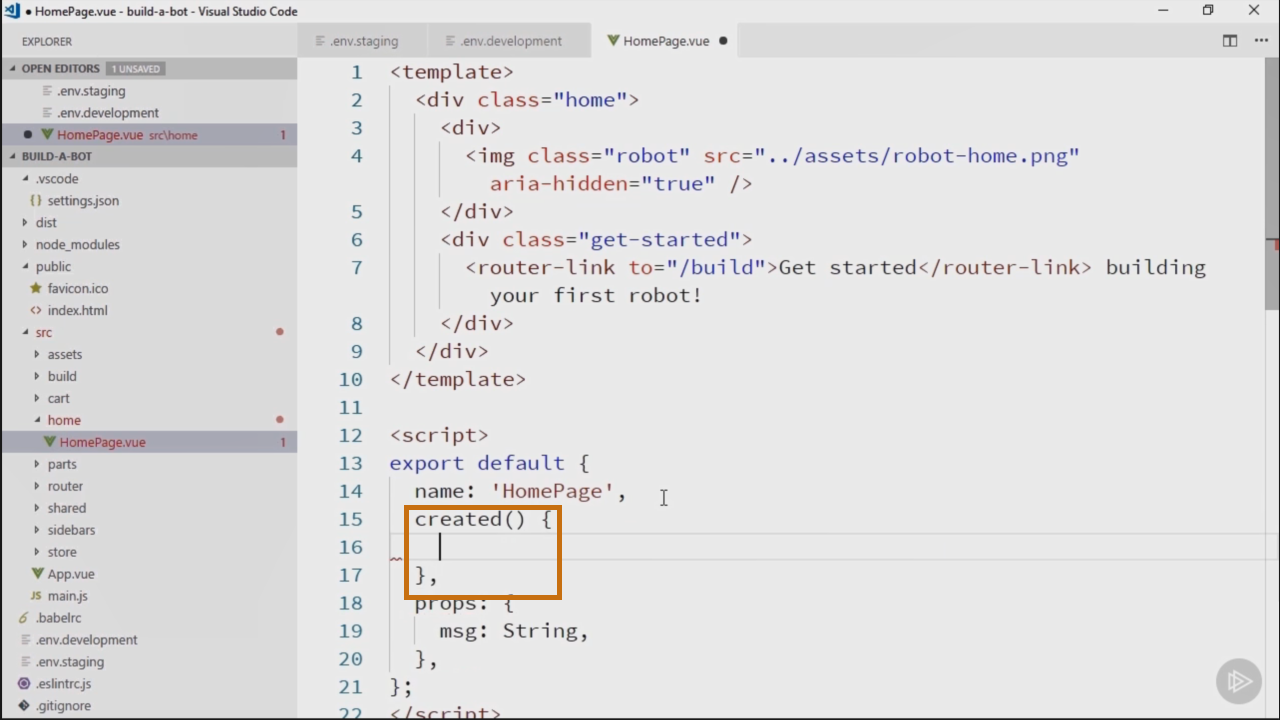 ● HomePage.vue - build-a-bot - Visual Studio Code
EXPLORER
.env.staging
.env.development
HomePage.vue ●
OPEN EDITORS 1 UNSAVED
.env.staging
.env.development
● HomePage.vue src\home 1
BUILD-A-BOT
.vscode
{} settings.json
dist
node_modules
public
favicon.ico
<> index.html
src
assets
build
cart
home
HomePage.vue 1
parts
router
shared
sidebars
store
App.vue
JS main.js
.babelrc
.env.development
.env.staging
.eslintrc.js
.gitignore
1 <template>
2 <div class="home">
3 <div>
4 <img class="robot" src="../assets/robot-home.png"
aria-hidden="true" />
5 </div>
6 <div class="get-started">
7 <router-link to="/build">Get started</router-link> building
your first robot!
8 </div>
9 </div>
10 </template>
11
12 <script>
13 export default {
14 name: 'HomePage',
15 created() {
16
17 },
18 props: {
19 msg: String,
20 },
21 };
22 </script>